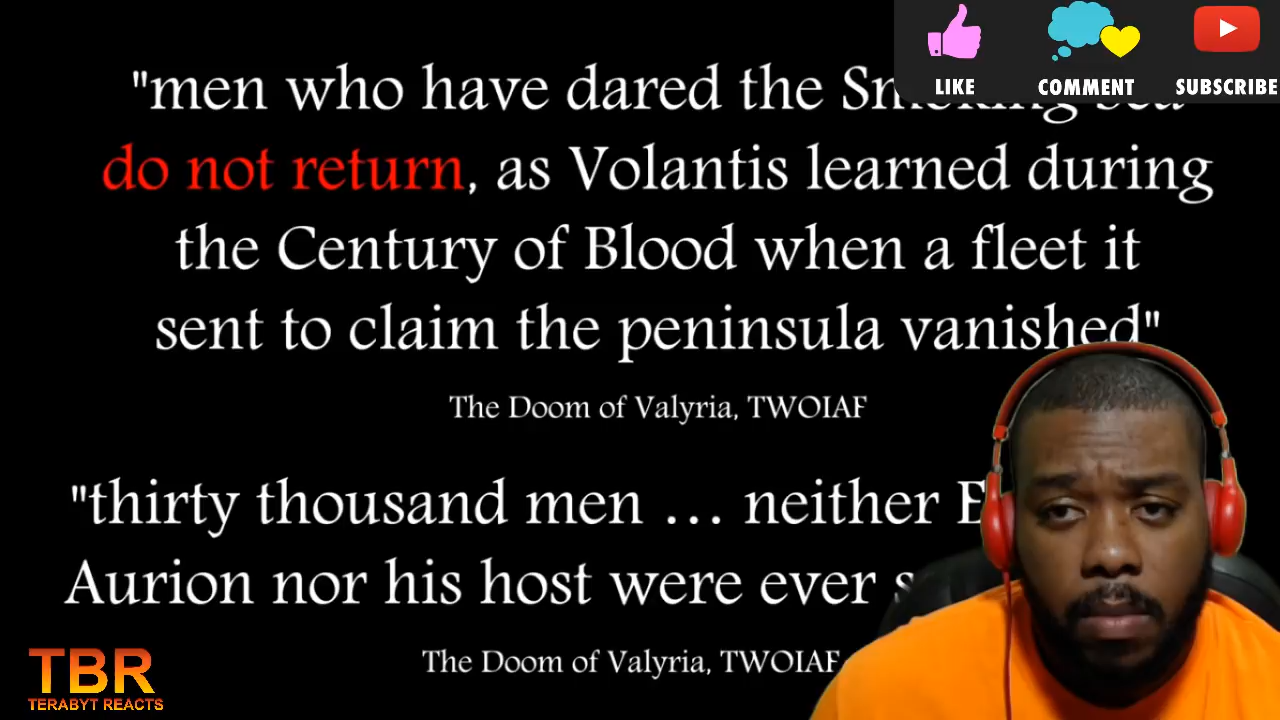 "men who have dared the
LIKE
COMMENT
SUBSCRIBE
do not return, as Volantis learned during
the Century of Blood when a fleet it
sent to claim the peninsula vanished"
The Doom of Valyria, TWOIAF
"thirty thousand men … neither
Aurion nor his host were ever
The Doom of Valyria, TWOIAF
TBR
TERABYT REACTS